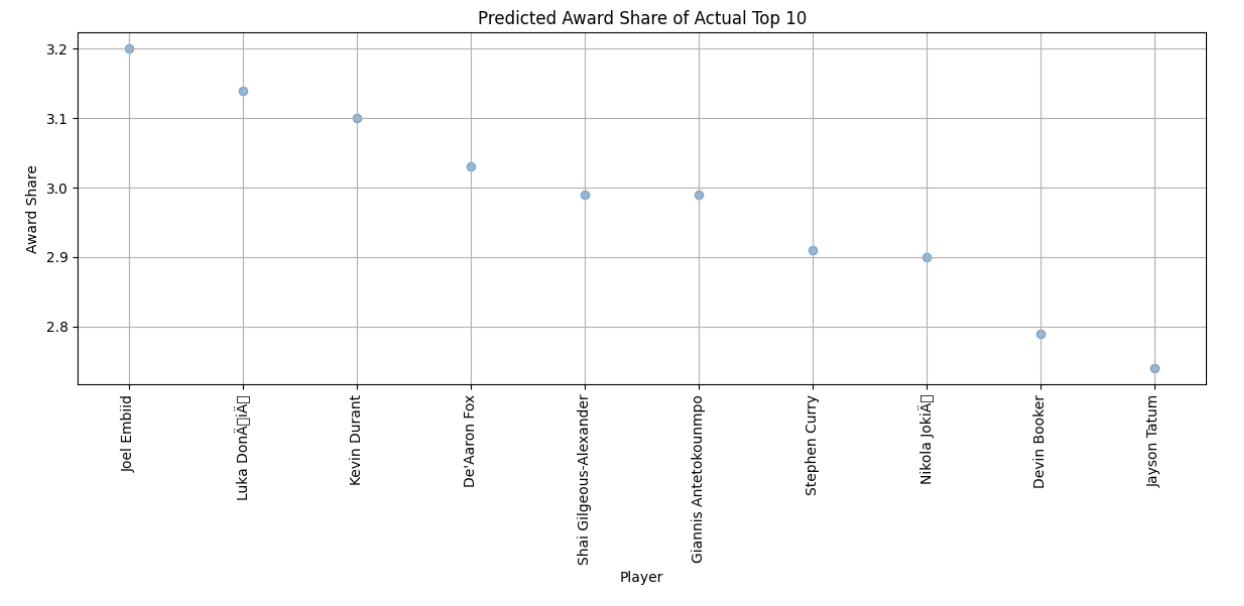 Predicted Award Share of Actual Top 10
3.2
3.1
3.0
2.9
2.8
Award Share
Joel Embiid
Luka DonÄ▯iÄ▯
Kevin Durant
De'Aaron Fox
Shai Gilgeous-Alexander
Giannis Antetokounmpo
Stephen Curry
Nikola JokiÄ▯
Devin Booker
Jayson Tatum
Player